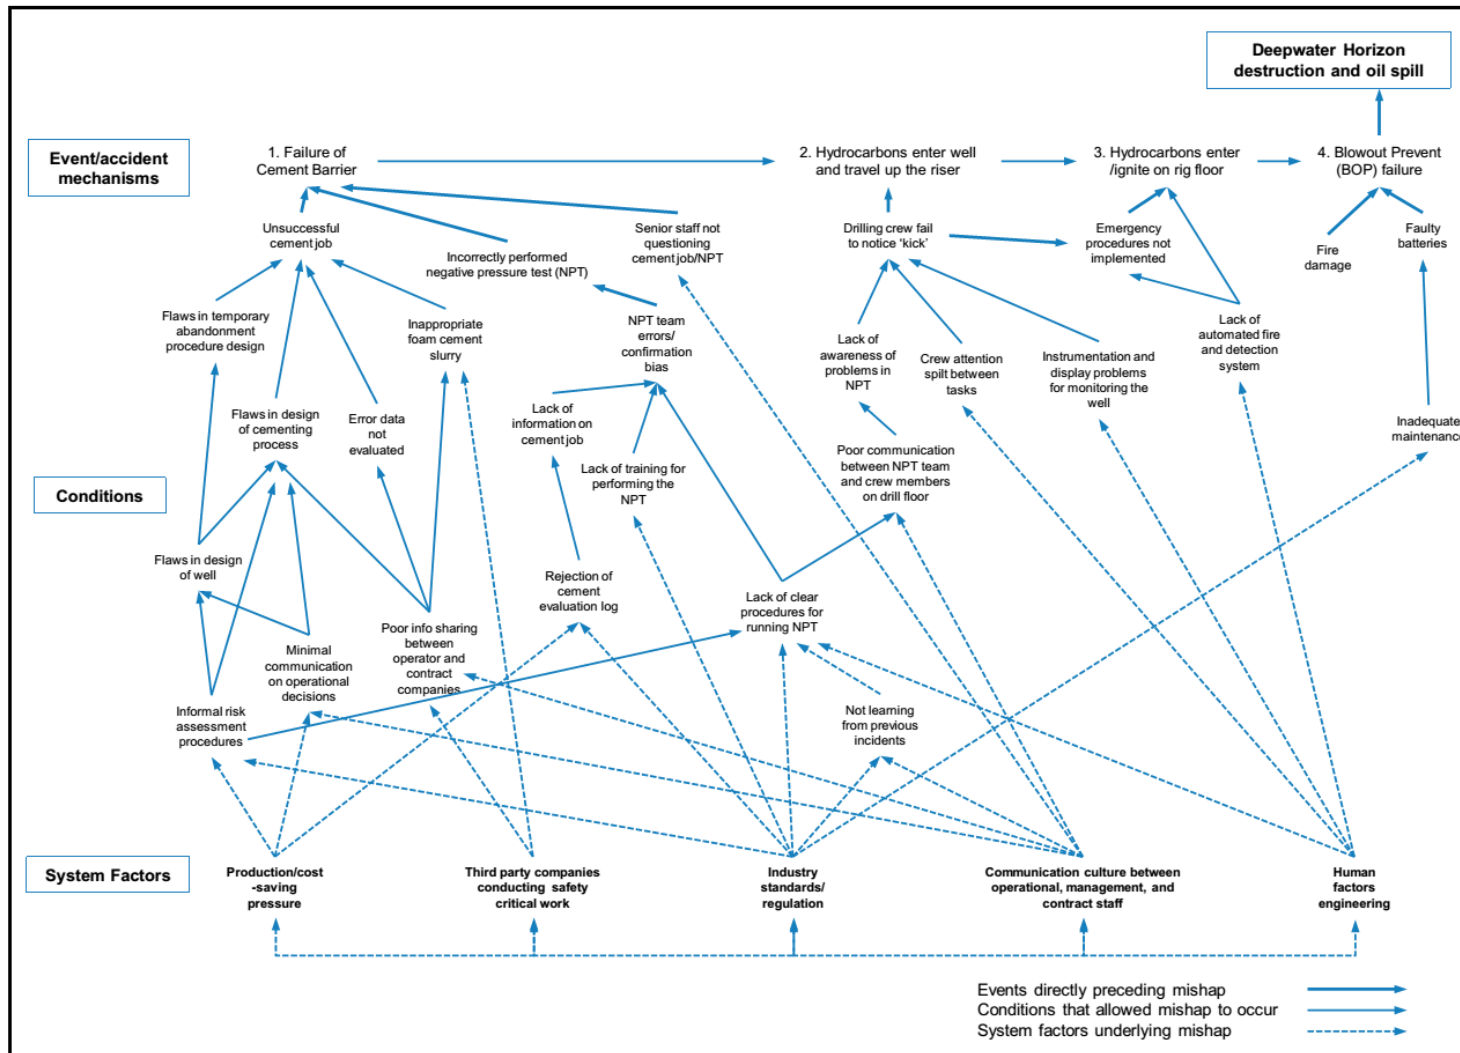 Deepwater Horizon
destruction and oil spill
Event/accident
mechanisms
1. Failure of
Cement Barrier
2. Hydrocarbons enter well
and travel up the riser
3. Hydrocarbons enter
/ignite on rig floor
4. Blowout Prevent
(BOP) failure
Unsuccessful
cement job
Incorrectly performed
negative pressure test (NPT)
Senior staff not
questioning
cement job/NPT
Drilling crew fail
to notice ‘kick’
Emergency
procedures not
implemented
Fire
damage
Faulty
batteries
Flaws in temporary
abandonment
procedure design
Inappropriate
foam cement
slurry
NPT team
errors/
confirmation
bias
Lack of
awareness of
problems in
NPT
Crew attention
spilt between
tasks
Instrumentation and
display problems
for monitoring the
well
Lack of
automated fire
and detection
system
Flaws in design
of cementing
process
Error data
not
evaluated
Lack of
information on
cement job
Lack of training for
performing the
NPT
Poor communication
between NPT team
and crew members
on drill floor
Inadequate
maintenance
Conditions
Flaws in design
of well
Rejection of
cement
evaluation log
Lack of clear
procedures for
running NPT
Minimal
communication
on operational
decisions
Poor info sharing
between
operator and
contract
companies
Informal risk
assessment
procedures
Not learning
from previous
incidents
System Factors
Production/cost
-saving
pressure
Third party companies
conducting safety
critical work
Industry
standards/
regulation
Communication culture between
operational, management, and
contract staff
Human
factors
engineering
Events directly preceding mishap
Conditions that allowed mishap to occur
System factors underlying mishap